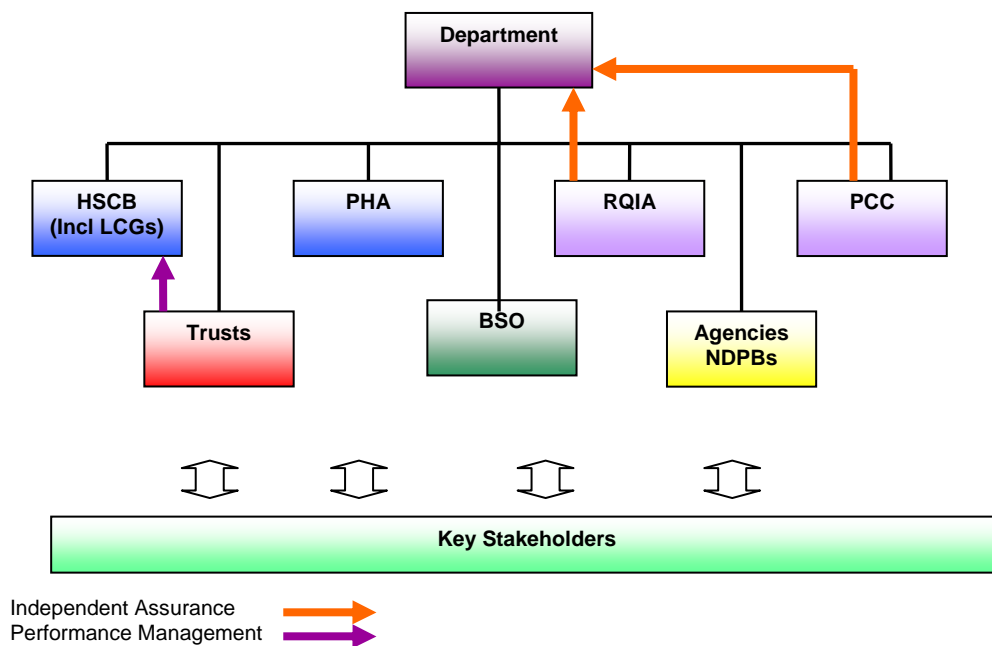 Department
HSCB
(Incl LCGs)
PHA
RQIA
PCC
Trusts
BSO
Agencies
NDPBs
Key Stakeholders
Independent Assurance
Performance Management